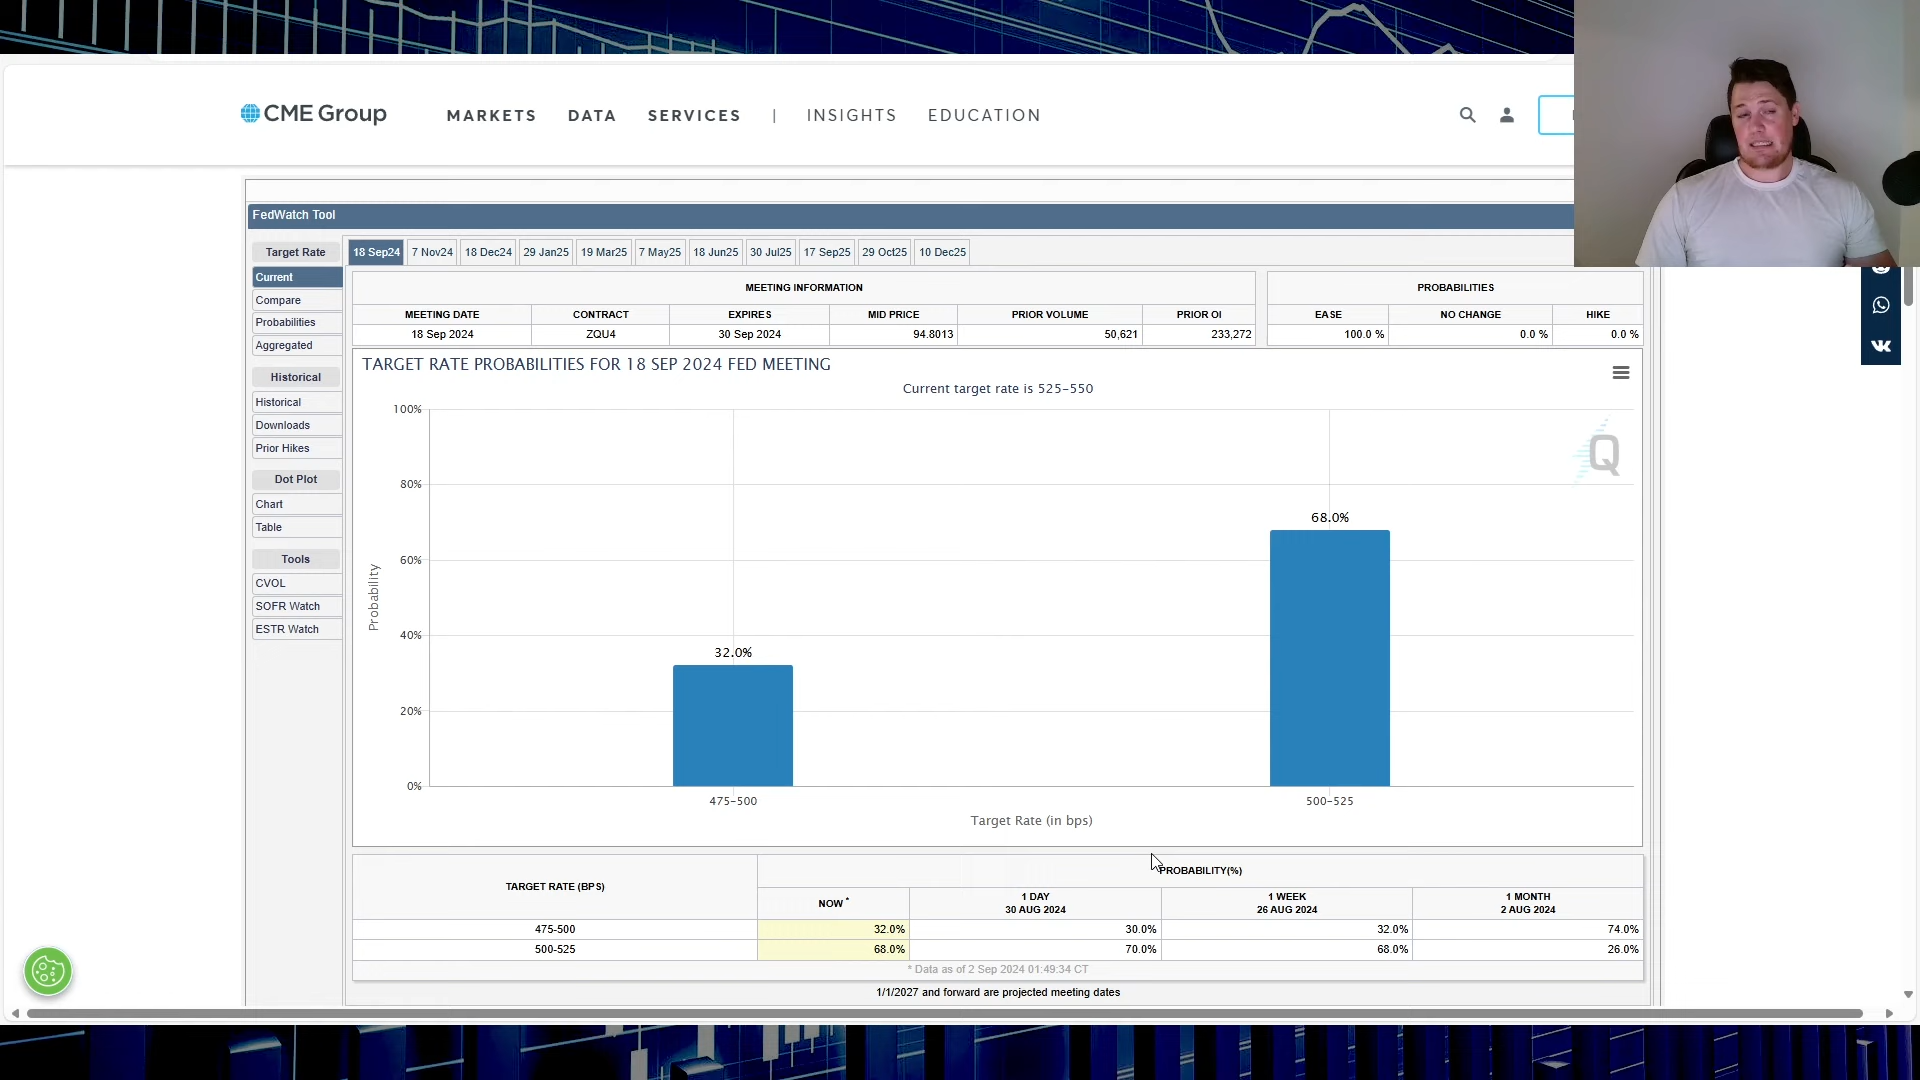 CME Group
MARKETS DATA SERVICES | INSIGHTS EDUCATION
FedWatch Tool
Target Rate
Current
Compare
Probabilities
Aggregated
Historical
Historical
Downloads
Prior Hikes
Dot Plot
Chart
Table
Tools
CVOL
SOFR Watch
ESTR Watch
18 Sep24 7 Nov24 18 Dec24 29 Jan25 19 Mar25 7 May25 18 Jun25 30 Jul25 17 Sep25 29 Oct25 10 Dec25
MEETING INFORMATION
MEETING DATE CONTRACT EXPIRES MID PRICE PRIOR VOLUME PRIOR OI
18 Sep 2024 ZQU4 30 Sep 2024 94.8013 50,621 233,272
PROBABILITIES
EASE NO CHANGE HIKE
100.0 % 0.0 % 0.0 %
TARGET RATE PROBABILITIES FOR 18 SEP 2024 FED MEETING
Current target rate is 525-550
Q
100%
80%
60%
40%
20%
0%
Probability
32.0%
68.0%
475-500
500-525
Target Rate (in bps)
TARGET RATE (BPS) PROBABILITY(%)
NOW * 1 DAY 30 AUG 2024 1 WEEK 26 AUG 2024 1 MONTH 2 AUG 2024
475-500 32.0% 30.0% 32.0% 74.0%
500-525 68.0% 70.0% 68.0% 26.0%
* Data as of 2 Sep 2024 01:49:34 CT
1/1/2027 and forward are projected meeting dates